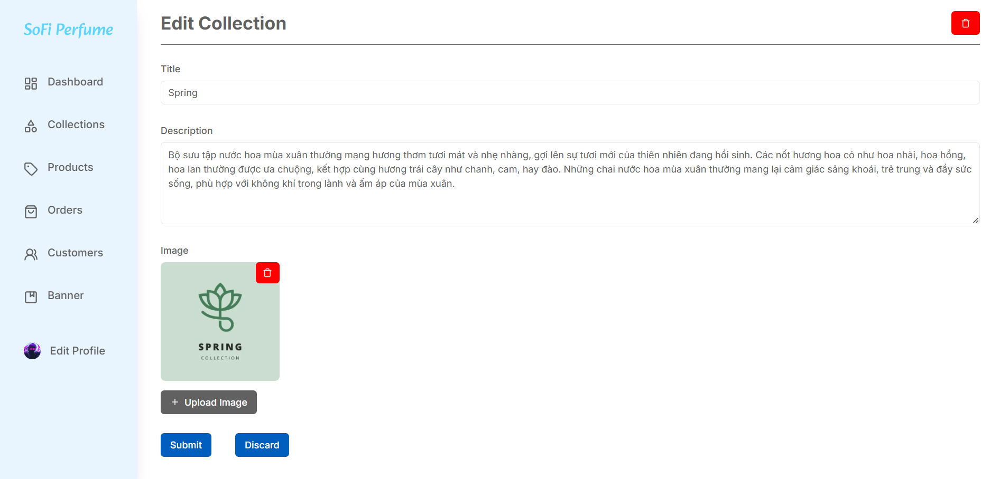 SoFi Perfume
Dashboard
Collections
Products
Orders
Customers
Banner
Edit Profile
Edit Collection
Title
Spring
Description
Bộ sưu tập nước hoa mùa xuân thường mang hương thơm tươi mát và nhẹ nhàng, gợi lên sự tươi mới của thiên nhiên đang hồi sinh. Các nốt hương hoa cỏ như hoa nhài, hoa hồng,
hoa lan thường được ưa chuộng, kết hợp cùng hương trái cây như chanh, cam, hay đào. Những chai nước hoa mùa xuân thường mang lại cảm giác sảng khoái, trẻ trung và đầy sức
sống, phù hợp với không khí trong lành và ấm áp của mùa xuân.
Image
SPRING
COLLECTION
+ Upload Image
Submit
Discard